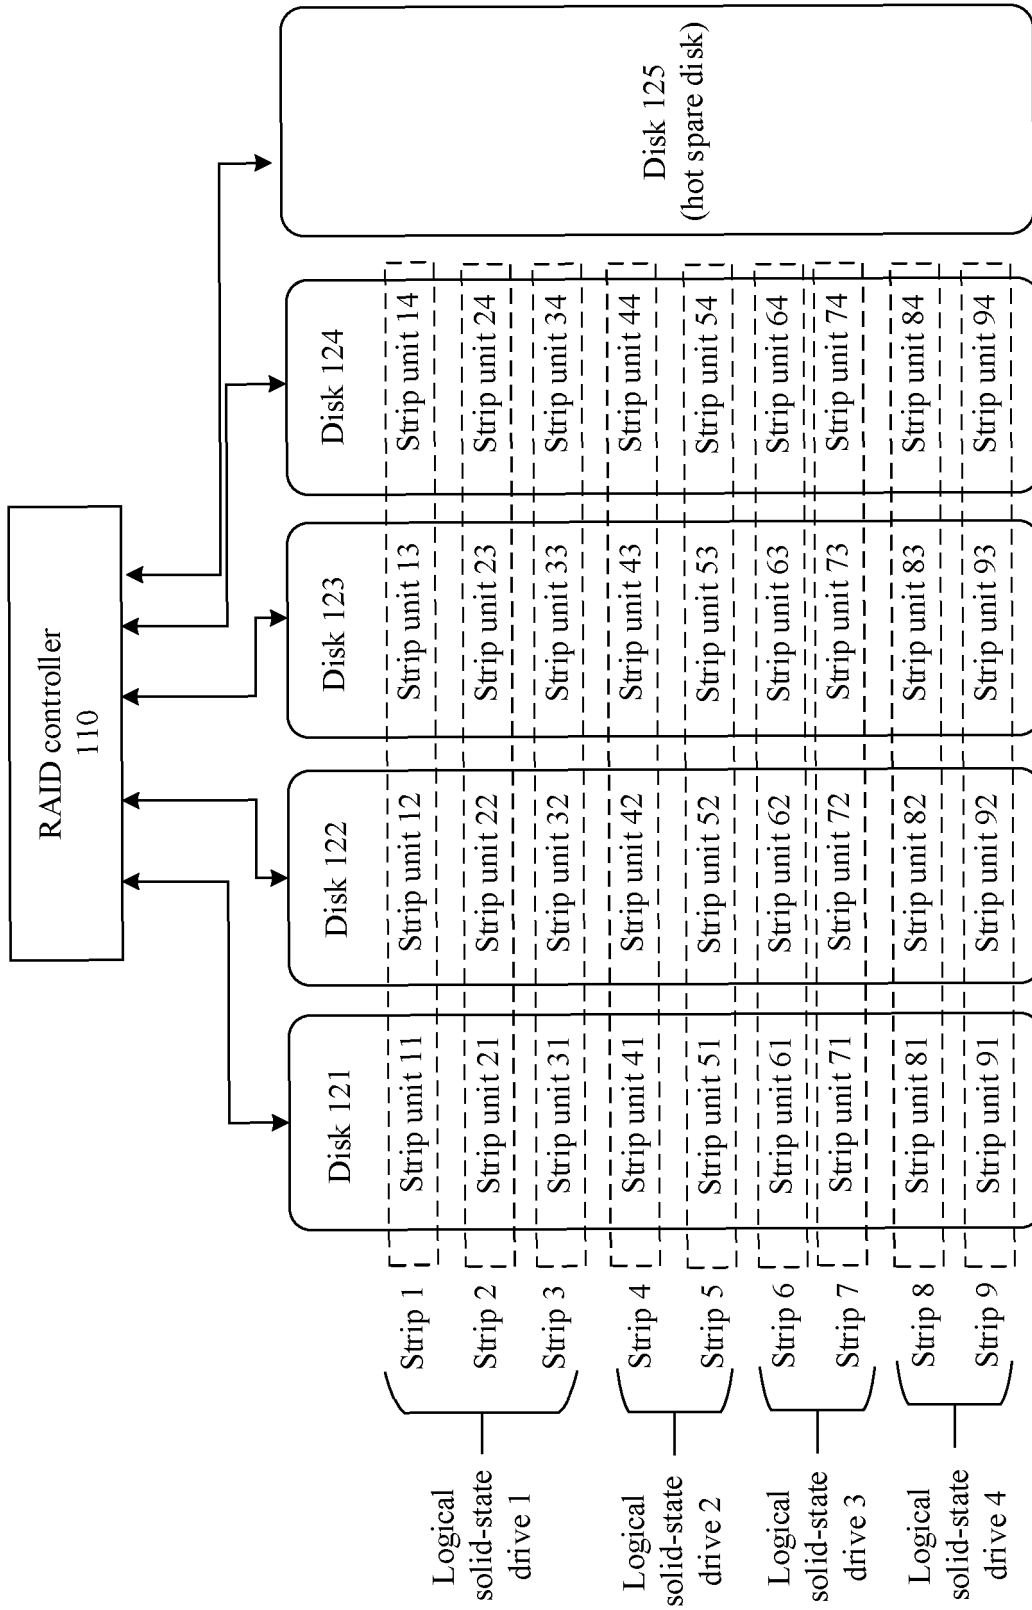 RAID controller
110
Disk 121
Disk 122
Disk 123
Disk 124
Disk 125
(hot spare disk)
Logical
solid-state
drive 1
Strip 1
Strip unit 11
Strip unit 12
Strip unit 13
Strip unit 14
Strip 2
Strip unit 21
Strip unit 22
Strip unit 23
Strip unit 24
Strip 3
Strip unit 31
Strip unit 32
Strip unit 33
Strip unit 34
Logical
solid-state
drive 2
Strip 4
Strip unit 41
Strip unit 42
Strip unit 43
Strip unit 44
Strip 5
Strip unit 51
Strip unit 52
Strip unit 53
Strip unit 54
Logical
solid-state
drive 3
Strip 6
Strip unit 61
Strip unit 62
Strip unit 63
Strip unit 64
Strip 7
Strip unit 71
Strip unit 72
Strip unit 73
Strip unit 74
Logical
solid-state
drive 4
Strip 8
Strip unit 81
Strip unit 82
Strip unit 83
Strip unit 84
Strip 9
Strip unit 91
Strip unit 92
Strip unit 93
Strip unit 94